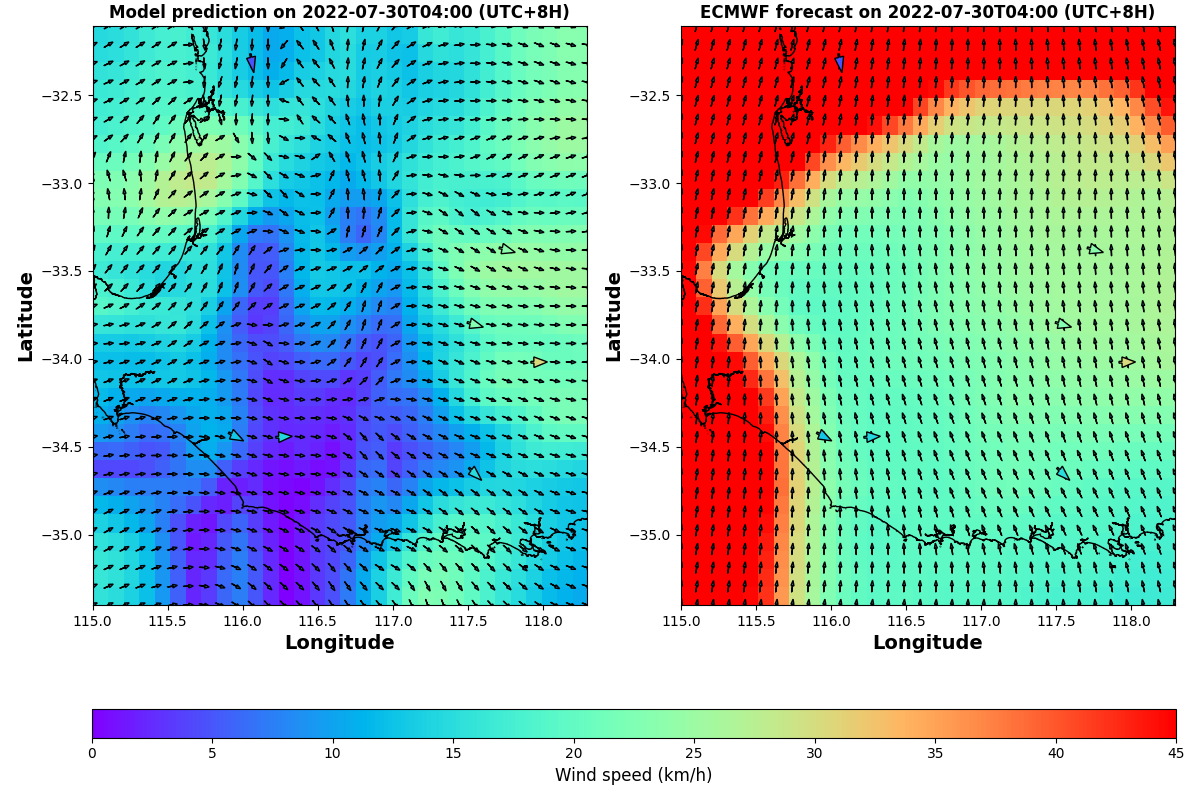 Model prediction on 2022-07-30T04:00 (UTC+8H)
ECMWF forecast on 2022-07-30T04:00 (UTC+8H)
Latitude
−32.5
−33.0
−33.5
−34.0
−34.5
−35.0
115.0 115.5 116.0 116.5 117.0 117.5 118.0
Longitude
Latitude
−32.5
−33.0
−33.5
−34.0
−34.5
−35.0
115.0 115.5 116.0 116.5 117.0 117.5 118.0
Longitude
0 5 10 15 20 25 30 35 40 45
Wind speed (km/h)